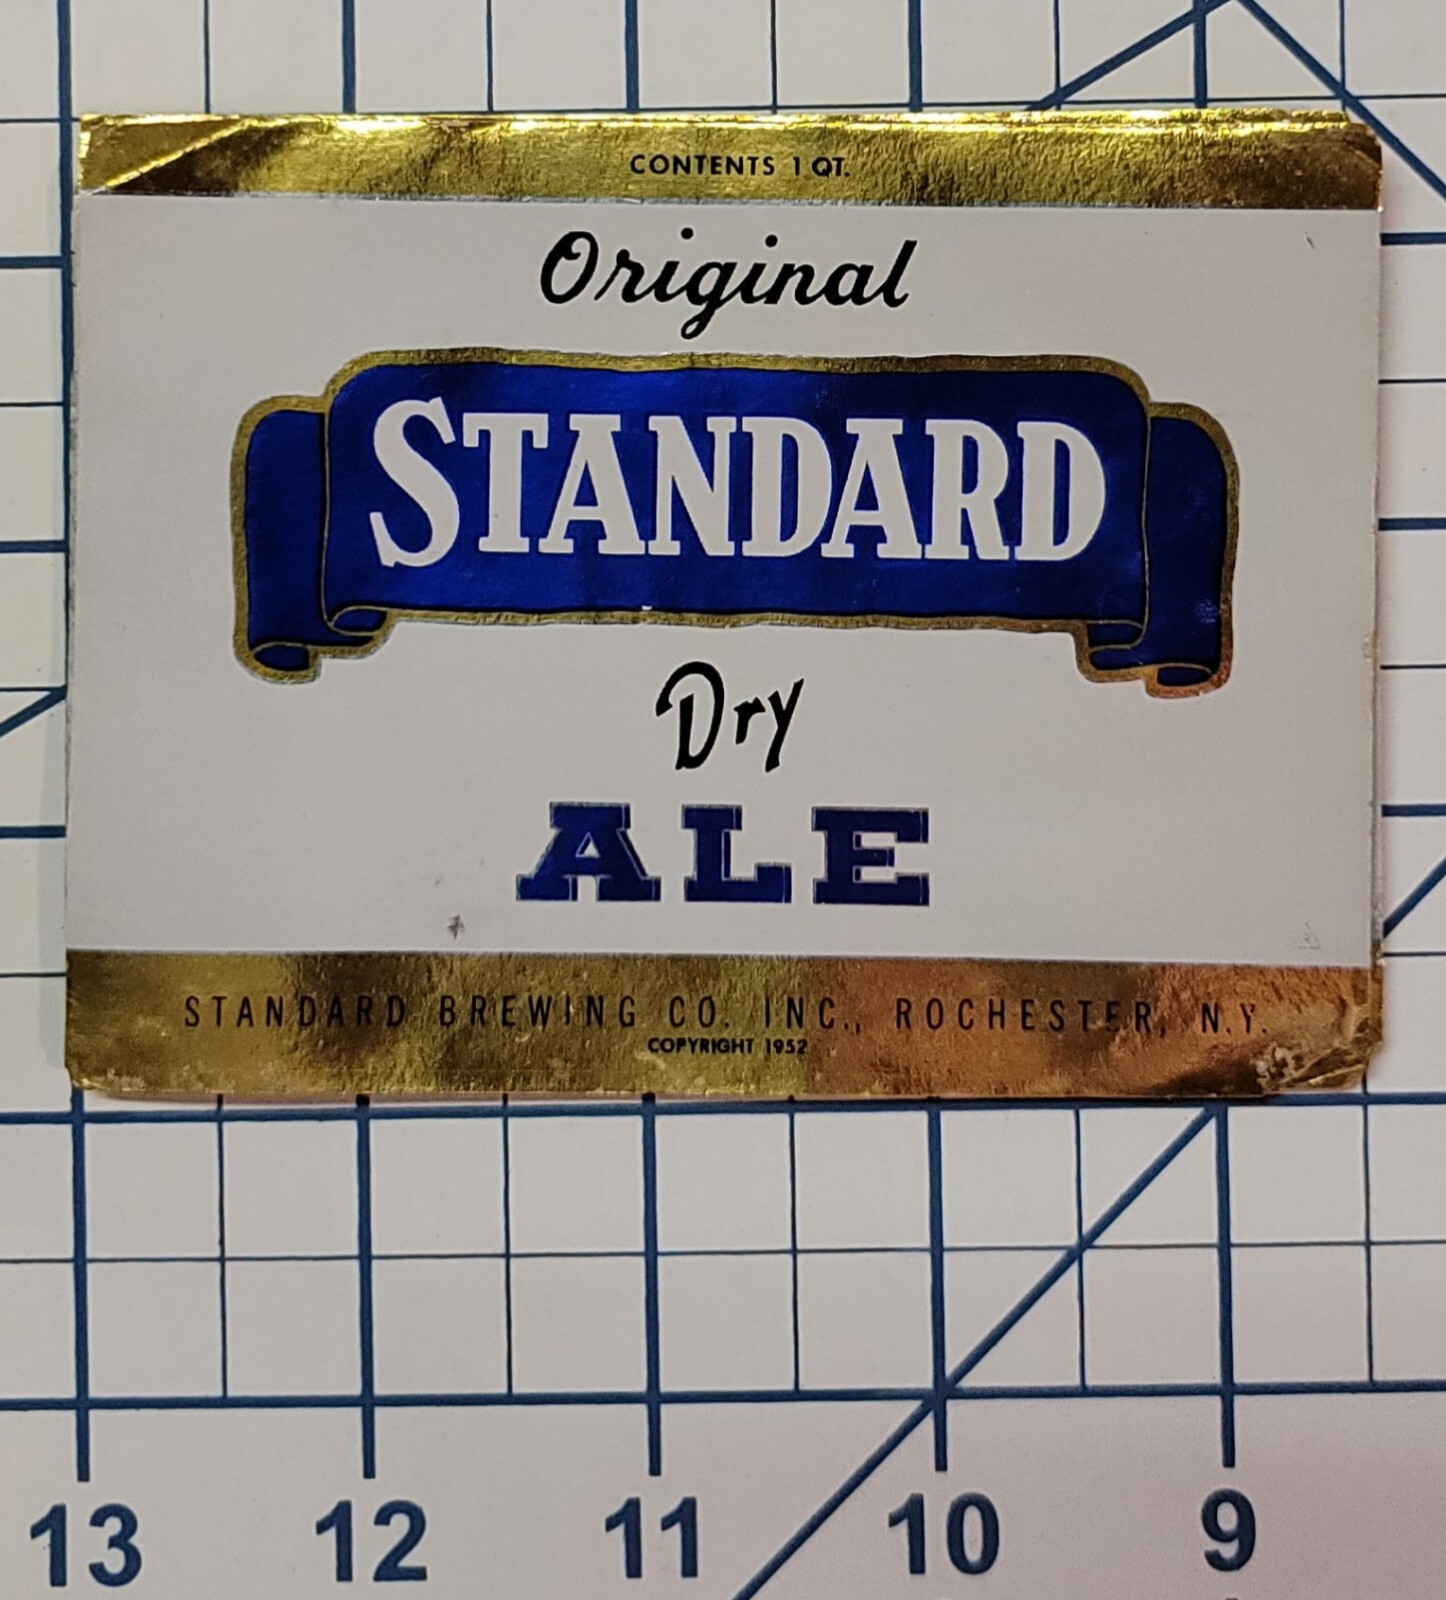 CONTENTS 1 QT.
Original
STANDARD
Dry
ALE
STANDARD BREWING CO. INC., ROCHESTER, N.Y.
COPYRIGHT 1952
13 12 11 10 9